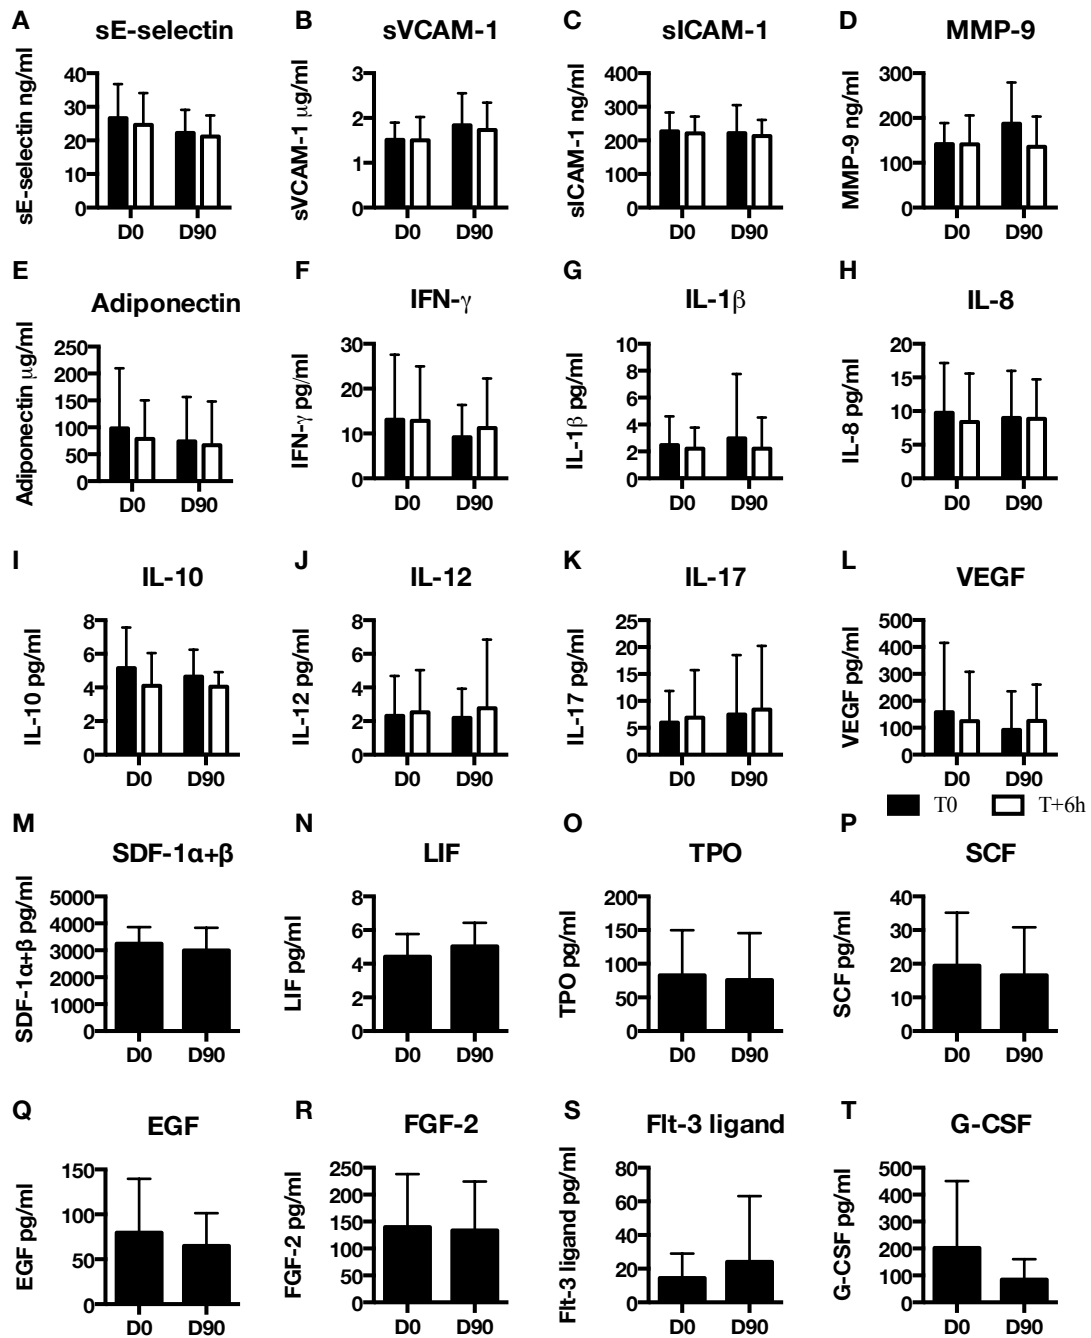 A
sE-selectin
sE-selectin ng/ml
40
30
20
10
0
D0 D90
B
sVCAM-1
sVCAM-1 μg/ml
3
2
1
0
D0 D90
C
sICAM-1
sICAM-1 ng/ml
400
300
200
100
0
D0 D90
D
MMP-9
MMP-9 ng/ml
300
200
100
0
D0 D90
E
Adiponectin
Adiponectin μg/ml
250
200
150
100
50
0
D0 D90
F
IFN-γ
IFN-γ pg/ml
30
20
10
0
D0 D90
G
IL-1β
IL-1β pg/ml
10
8
6
4
2
0
D0 D90
H
IL-8
IL-8 pg/ml
20
15
10
5
0
D0 D90
I
IL-10
IL-10 pg/ml
8
6
4
2
0
D0 D90
J
IL-12
IL-12 pg/ml
8
6
4
2
0
D0 D90
K
IL-17
IL-17 pg/ml
25
20
15
10
5
0
D0 D90
L
VEGF
VEGF pg/ml
500
400
300
200
100
0
D0 D90
T0 T+6h
M
SDF-1α+β
SDF-1α+β pg/ml
5000
4000
3000
2000
1000
0
D0 D90
N
LIF
LIF pg/ml
8
6
4
2
0
D0 D90
O
TPO
TPO pg/ml
200
150
100
50
0
D0 D90
P
SCF
SCF pg/ml
40
30
20
10
0
D0 D90
Q
EGF
EGF pg/ml
150
100
50
0
D0 D90
R
FGF-2
FGF-2 pg/ml
250
200
150
100
50
0
D0 D90
S
Flt-3 ligand
Flt-3 ligand pg/ml
80
60
40
20
0
D0 D90
T
G-CSF
G-CSF pg/ml
500
400
300
200
100
0
D0 D90